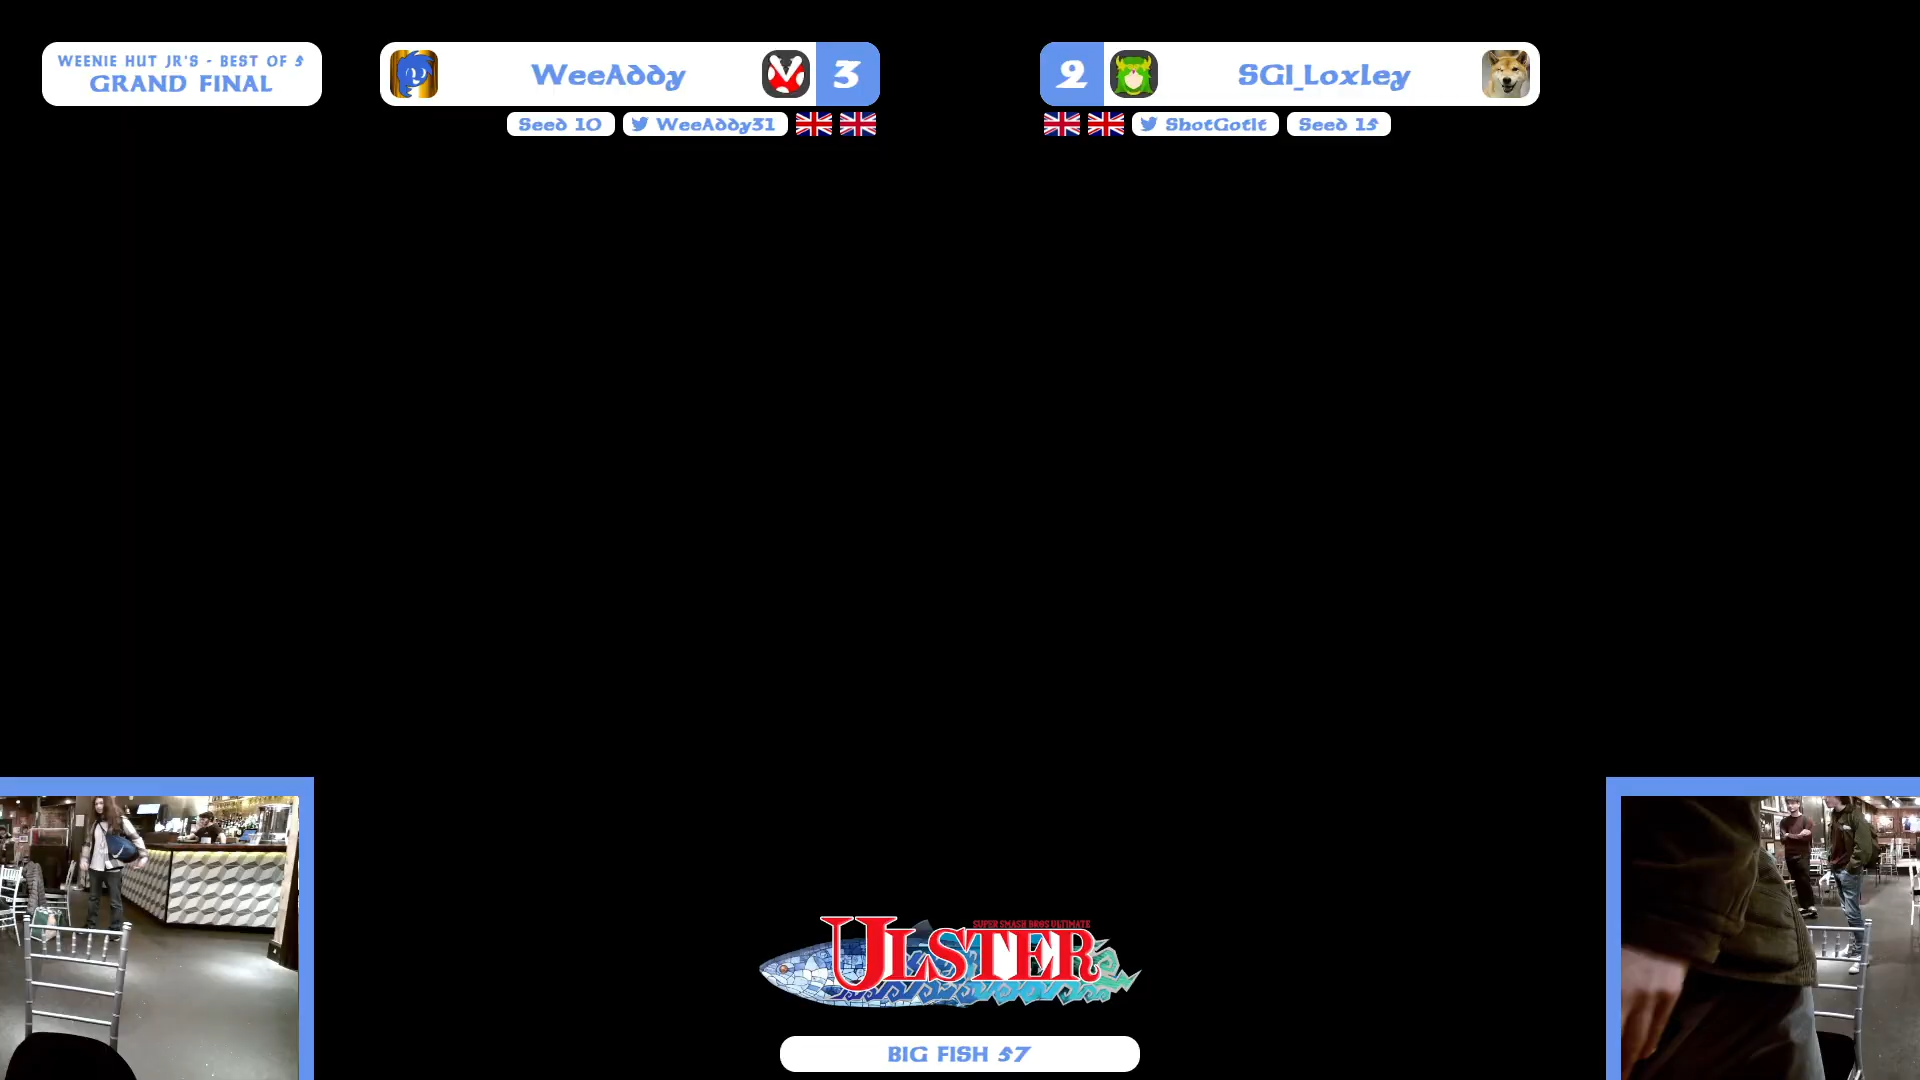 WEENIE HUT JR'S - BEST OF 5
GRAND FINAL
WeeAddy
3
2
SGI_Loxley
Seed 10
WeeAddy31
ShotGotIt
Seed 15
SUPER SMASH BROS ULTIMATE
ULSTER
BIG FISH 57